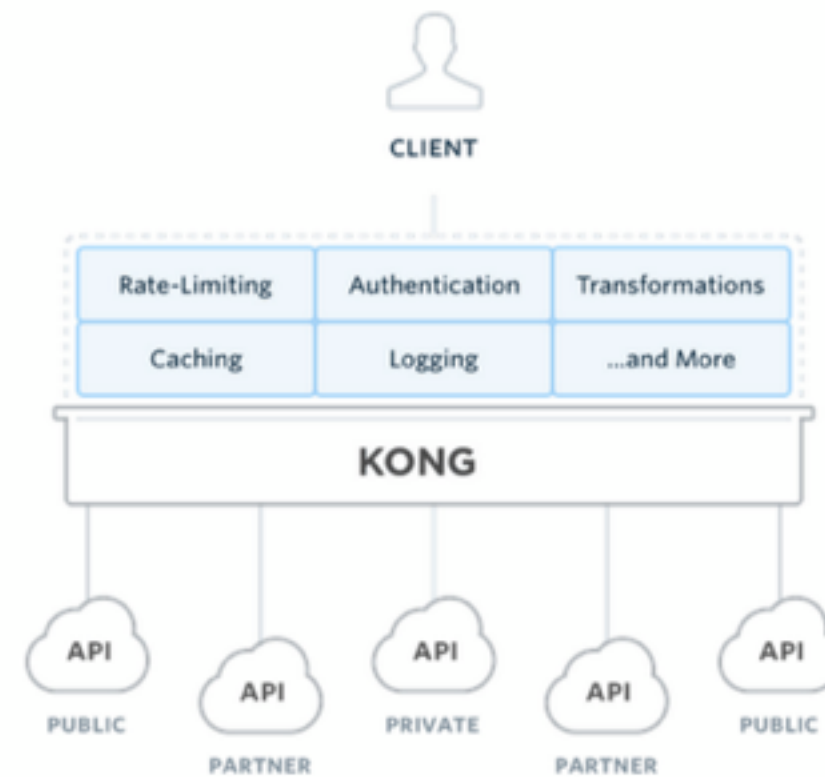 CLIENT
Rate-Limiting Authentication Transformations
Caching Logging ...and More
KONG
API API API
API API
PUBLIC PRIVATE PUBLIC
PARTNER PARTNER